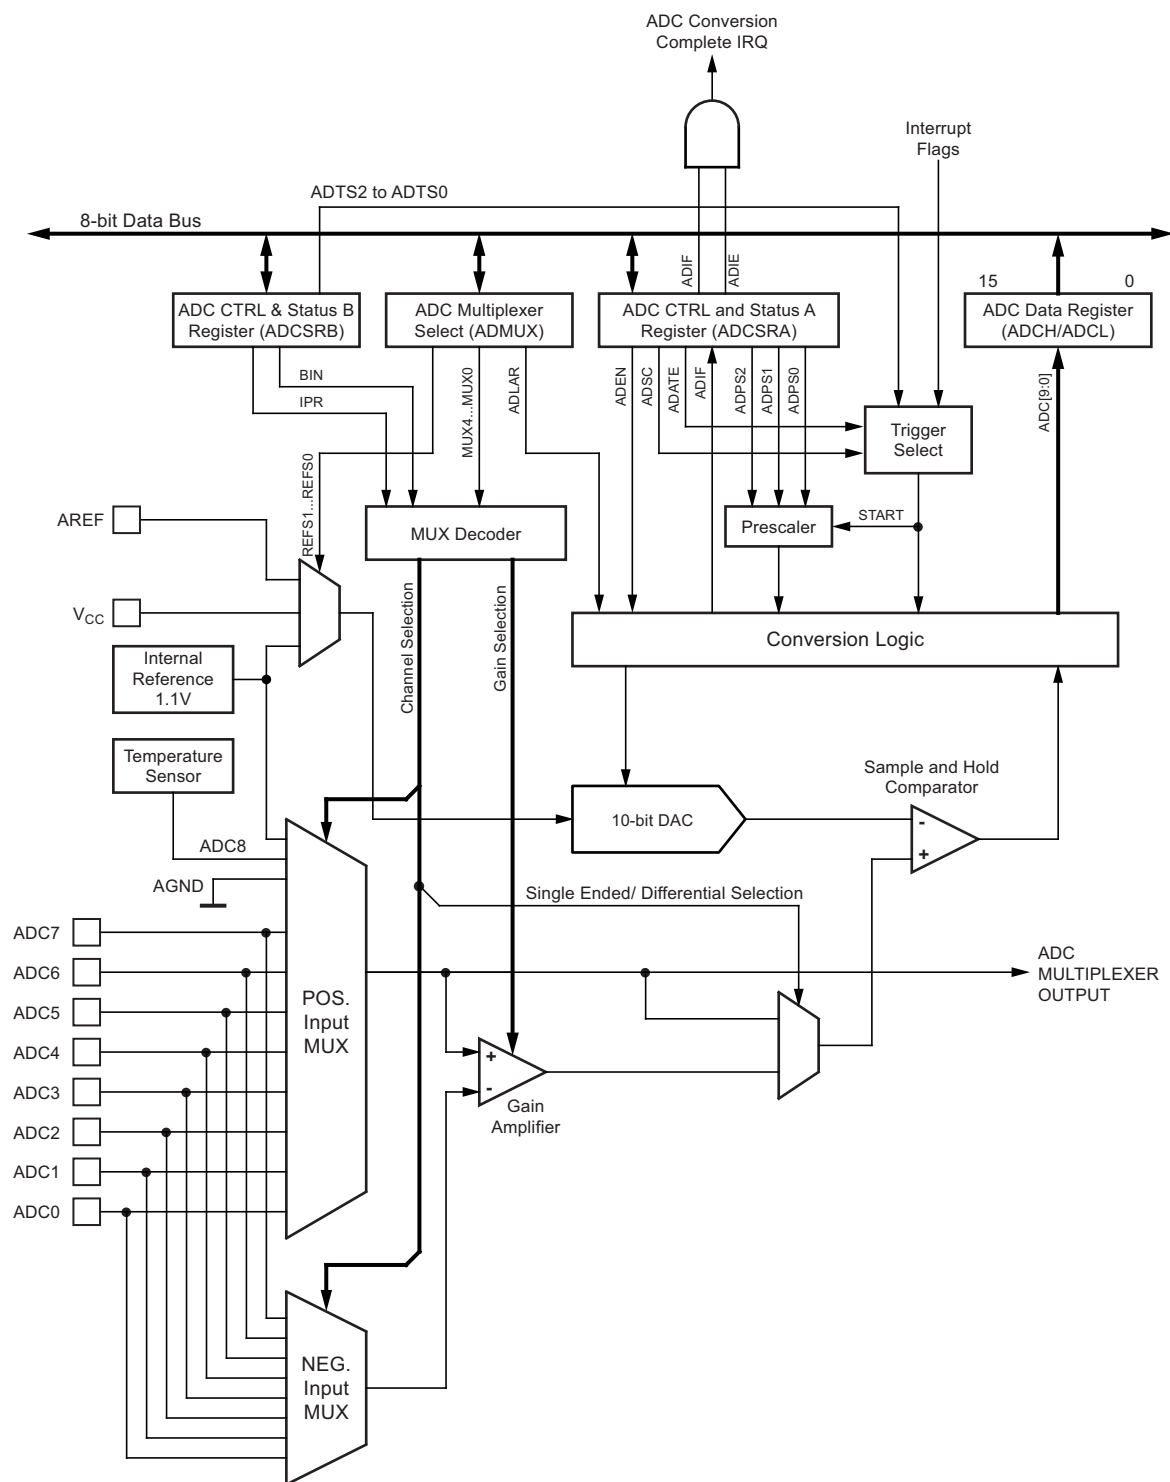 ADC Conversion
Complete IRQ
Interrupt
Flags
ADTS2 to ADTS0
8-bit Data Bus
ADIF
ADIE
15
0
ADC CTRL & Status B
Register (ADCSRB)
ADC Multiplexer
Select (ADMUX)
ADC CTRL and Status A
Register (ADCSRA)
ADC Data Register
(ADCH/ADCL)
BIN
IPR
REFS1...REFS0
MUX4...MUX0
ADLAR
ADEN
ADSC
ADATE
ADIF
ADPS2
ADPS1
ADPS0
ADC[9:0]
Trigger
Select
AREF
MUX Decoder
Prescaler
START
VCC
Channel Selection
Gain Selection
Conversion Logic
Internal
Reference
1.1V
Temperature
Sensor
Sample and Hold
Comparator
10-bit DAC
-
+
ADC8
AGND
Single Ended/ Differential Selection
ADC7
ADC6
ADC5
ADC4
ADC3
ADC2
ADC1
ADC0
POS.
Input
MUX
ADC
MULTIPLEXER
OUTPUT
+
-
Gain
Amplifier
NEG.
Input
MUX